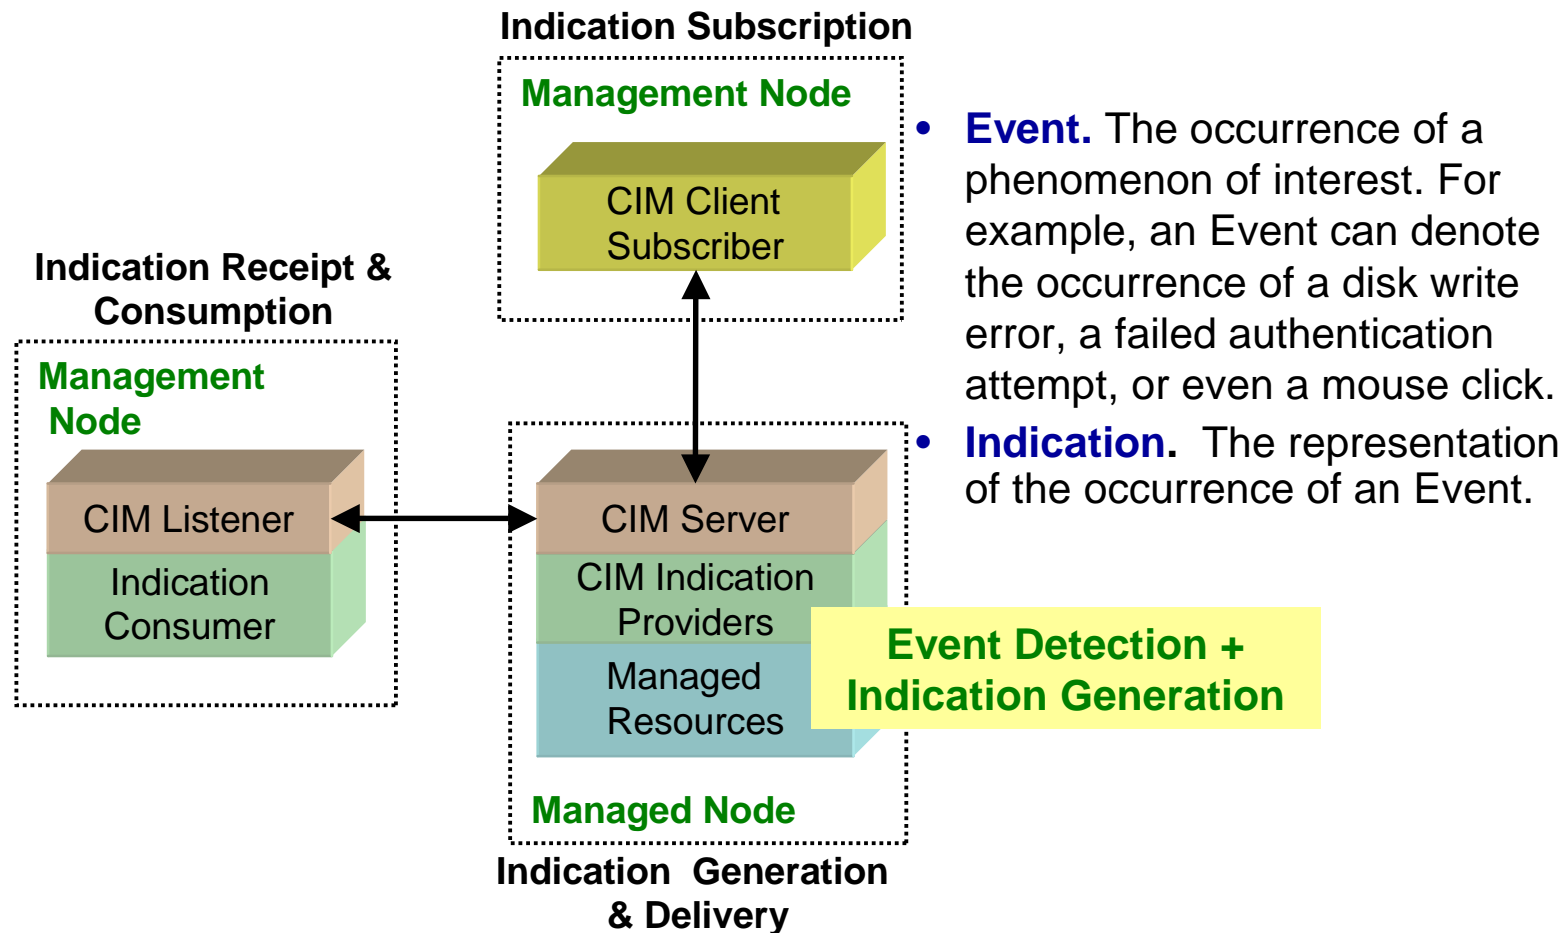 Indication Subscription
Management Node
CIM Client
Subscriber
Indication Receipt &
Consumption
Management
Node
CIM Listener
Indication
Consumer
CIM Server
CIM Indication
Providers
Managed
Resources
Event Detection +
Indication Generation
Managed Node
Indication  Generation
& Delivery
• Event. The occurrence of a
phenomenon of interest. For
example, an Event can denote
the occurrence of a disk write
error, a failed authentication
attempt, or even a mouse click.
• Indication.  The representation
of the occurrence of an Event.